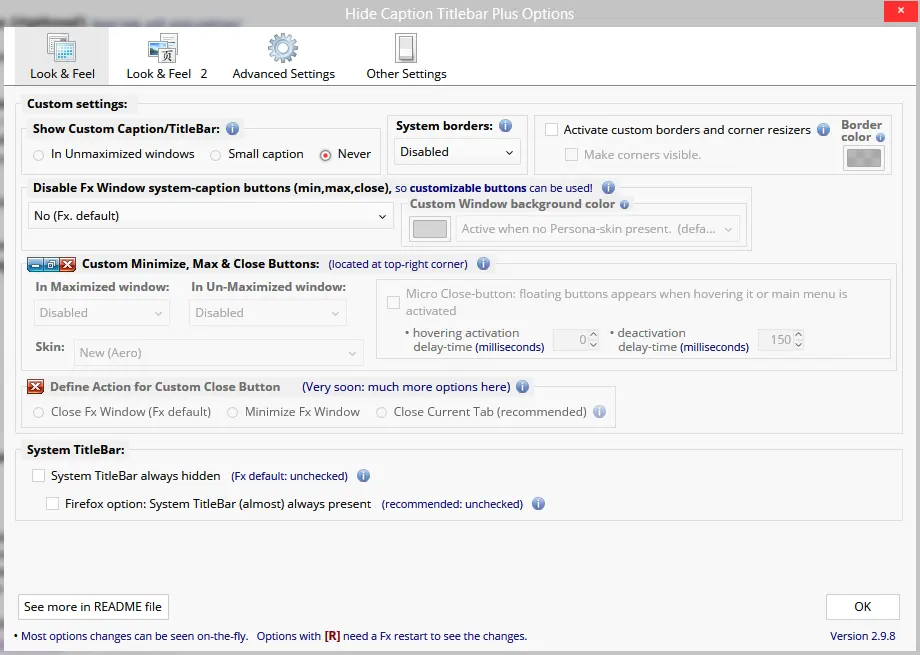 Hide Caption Titlebar Plus Options
Look & Feel
Look & Feel 2
Advanced Settings
Other Settings
Custom settings:
Show Custom Caption/TitleBar:
In Unmaximized windows
Small caption
Never
System borders:
Disabled
Activate custom borders and corner resizers
Make corners visible.
Border
color
Disable Fx Window system-caption buttons (min,max,close), so customizable buttons can be used!
No (Fx. default)
Custom Window background color
Active when no Persona-skin present. (defa...
Custom Minimize, Max & Close Buttons: (located at top-right corner)
In Maximized window:
In Un-Maximized window:
Disabled
Disabled
Skin:
New (Aero)
Micro Close-button: floating buttons appears when hovering it or main menu is
activated
• hovering activation
delay-time (milliseconds)
0
• deactivation
delay-time (milliseconds)
150
Define Action for Custom Close Button (Very soon: much more options here)
Close Fx Window (Fx default)
Minimize Fx Window
Close Current Tab (recommended)
System TitleBar:
System TitleBar always hidden (Fx default: unchecked)
Firefox option: System TitleBar (almost) always present (recommended: unchecked)
See more in README file
OK
• Most options changes can be seen on-the-fly. Options with [R] need a Fx restart to see the changes.
Version 2.9.8